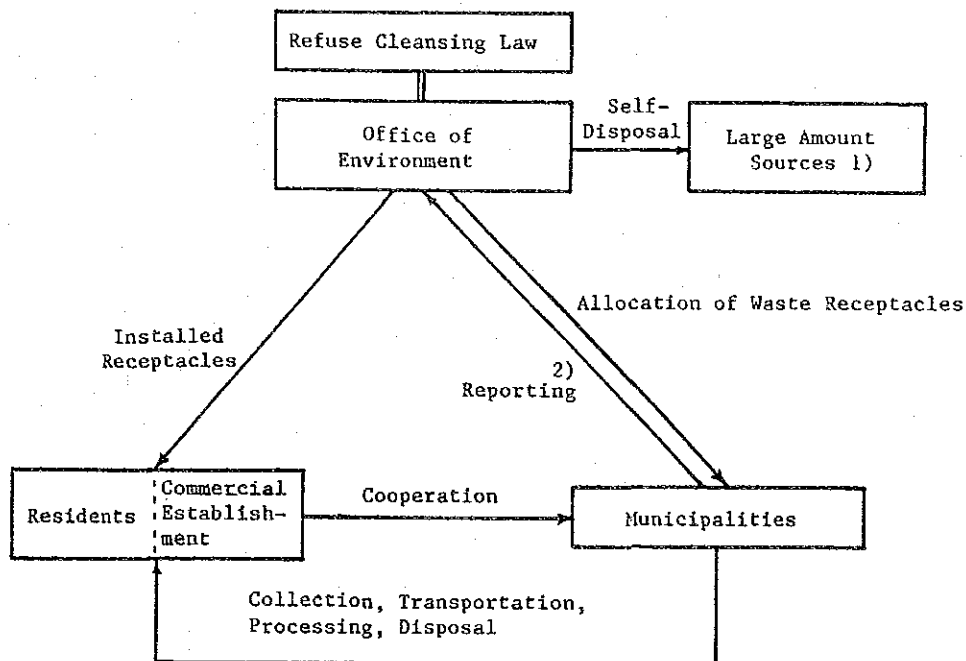 Refuse Cleansing Law
Office of
Environment
Self-
Disposal
Large Amount
Sources 1)
Allocation of Waste Receptacles
Installed
Receptacles
2)
Reporting
Residents
Commercial
Establish-
ment
Cooperation
Municipalities
Collection, Transportation,
Processing, Disposal